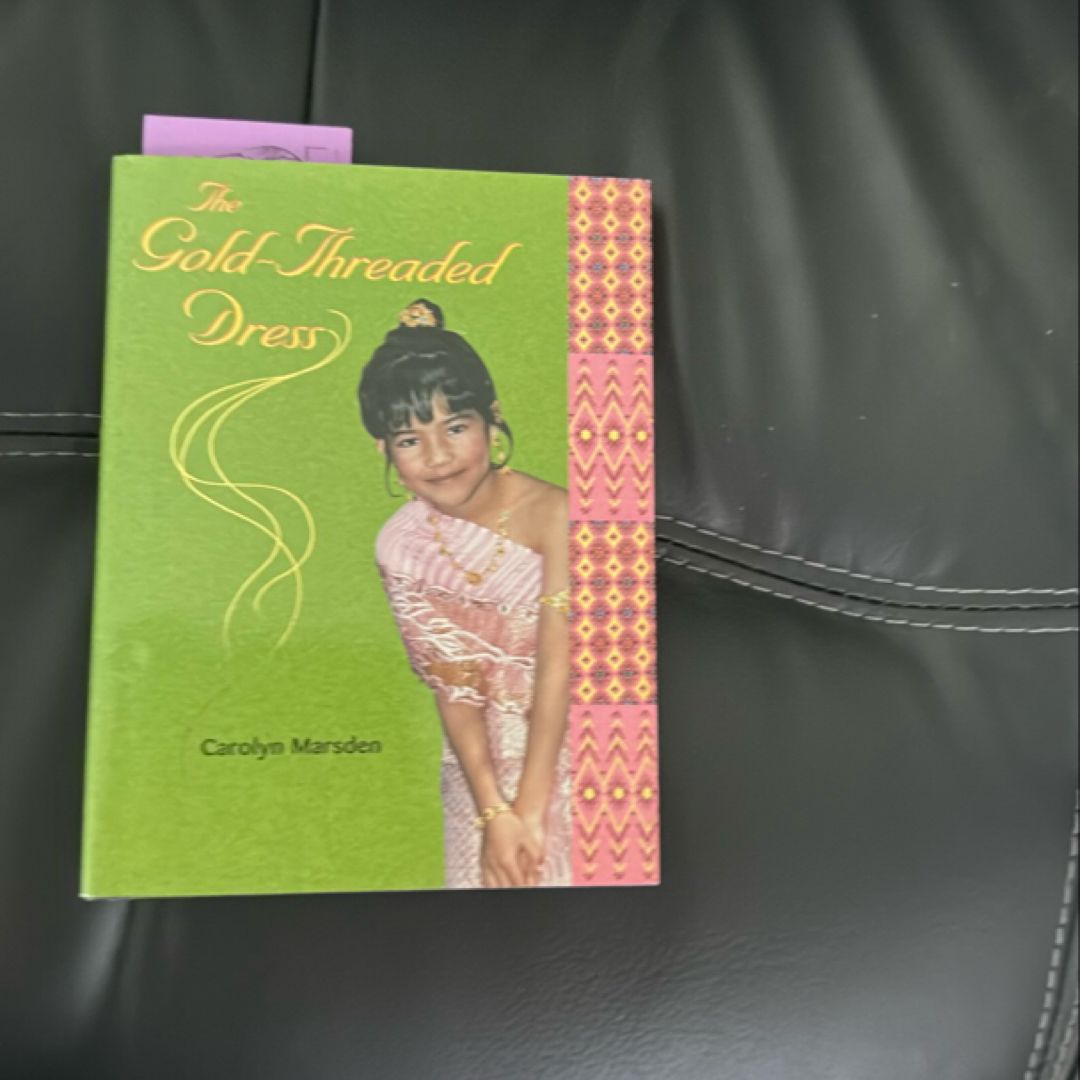 The
Gold-Threaded
Dress
Carolyn Marsden